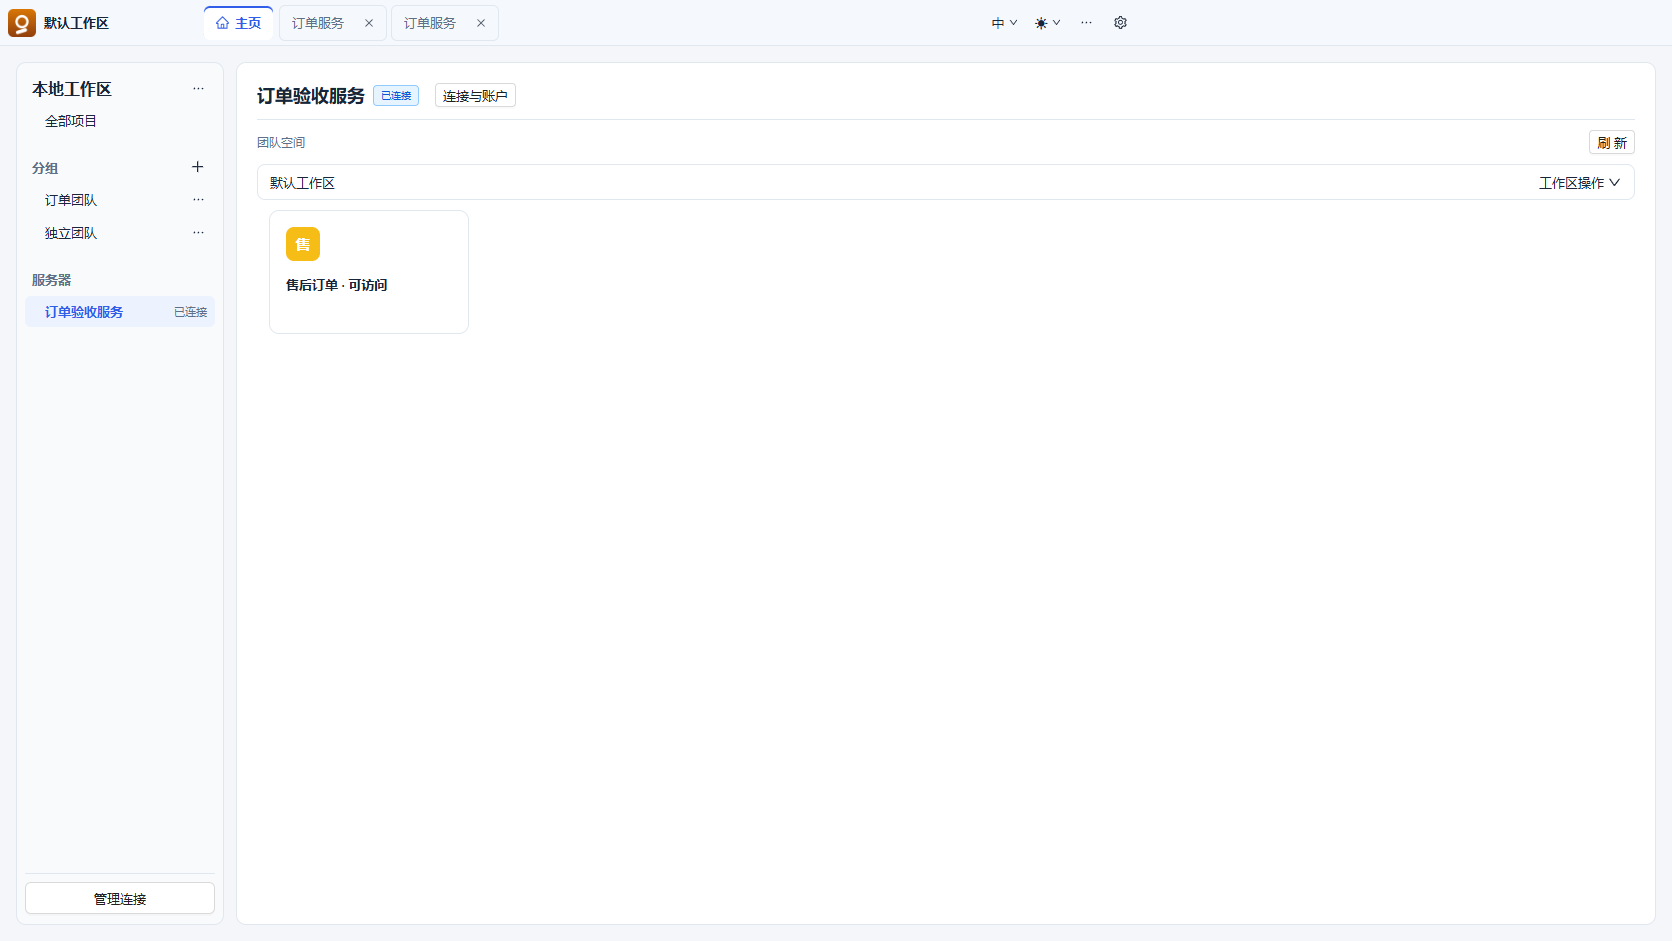 默认工作区
主页
订单服务
订单服务
中
本地工作区
全部项目
分组
订单团队
独立团队
服务器
订单验收服务 已连接
管理连接
订单验收服务 已连接 连接与账户
团队空间 刷 新
默认工作区 工作区操作
售
售后订单 · 可访问